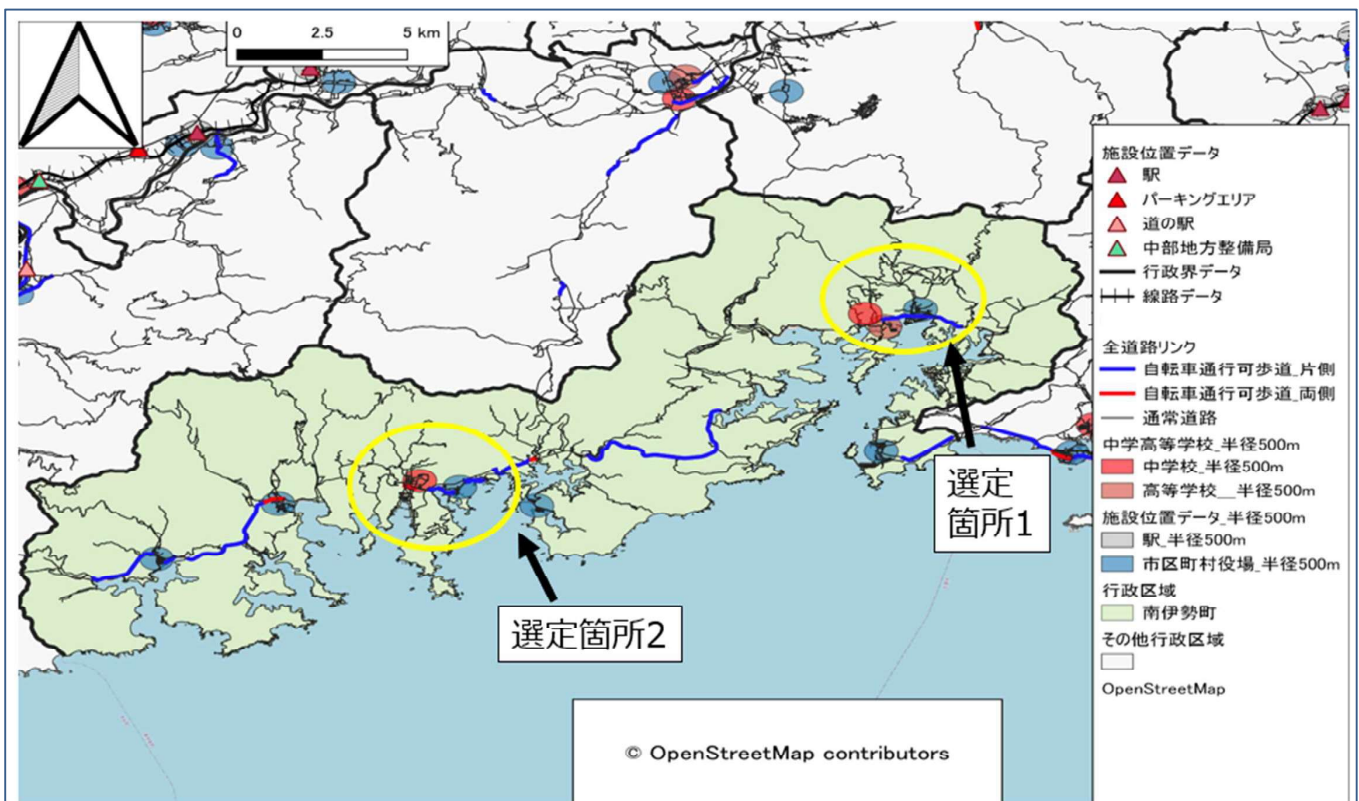 0 2.5 5 km
施設位置データ
駅
パーキングエリア
道の駅
中部地方整備局
行政界データ
線路データ
全道路リンク
自転車通行可歩道_片側
自転車通行可歩道_両側
通常道路
中学高等学校_半径500m
中学校_半径500m
高等学校__半径500m
施設位置データ_半径500m
駅_半径500m
市区町村役場_半径500m
行政区域
南伊勢町
その他行政区域
OpenStreetMap
選定
箇所1
選定箇所2
© OpenStreetMap contributors